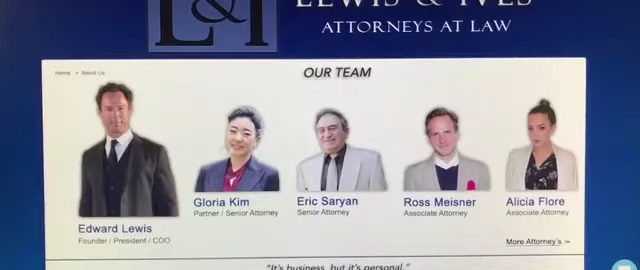 L&I
LEWIS & IVES
ATTORNEYS AT LAW
Home > About Us
OUR TEAM
Edward Lewis
Founder / President / COO
Gloria Kim
Partner / Senior Attorney
Eric Saryan
Senior Attorney
Ross Meisner
Associate Attorney
Alicia Flore
Associate Attorney
More Attorney's >
"It's business, but it's personal."